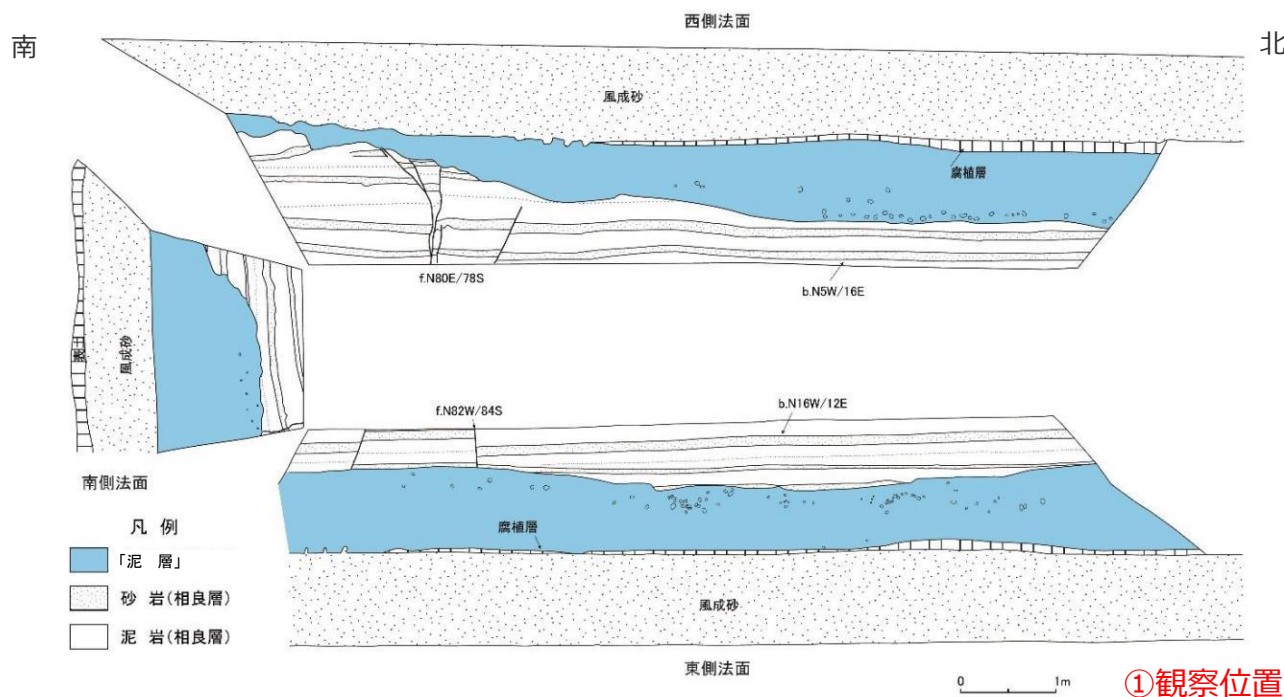 西側法面
南
北
風成砂
腐植層
f.N80E/78S
b.N5W/16E
表土
風成砂
f.N82W/84S
b.N16W/12E
南側法面
凡 例
「泥 層」
砂 岩(相良層)
泥 岩(相良層)
腐植層
風成砂
東側法面
0 1m
①観察位置